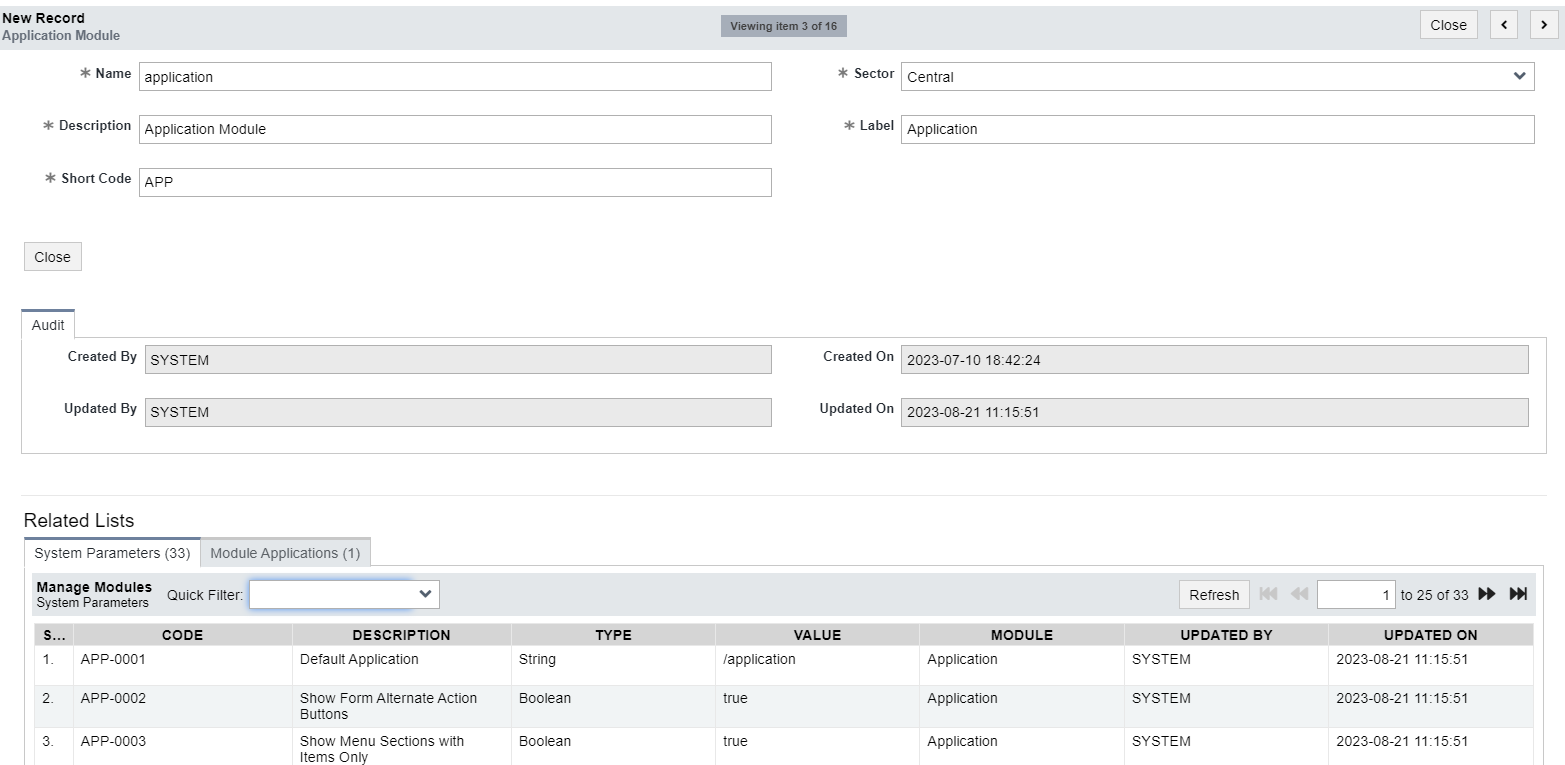 New Record
Application Module
Viewing item 3 of 16
Close
* Name application
* Sector Central
* Description Application Module
* Label Application
* Short Code APP
Close
Audit
Created By SYSTEM
Created On 2023-07-10 18:42:24
Updated By SYSTEM
Updated On 2023-08-21 11:15:51
Related Lists
System Parameters (33) Module Applications (1)
Manage Modules
System Parameters
Quick Filter:
Refresh 1 to 25 of 33
S... CODE DESCRIPTION TYPE VALUE MODULE UPDATED BY UPDATED ON
1. APP-0001 Default Application String /application Application SYSTEM 2023-08-21 11:15:51
2. APP-0002 Show Form Alternate Action Boolean true Application SYSTEM 2023-08-21 11:15:51
Buttons
3. APP-0003 Show Menu Sections with Boolean true Application SYSTEM 2023-08-21 11:15:51
Items Only